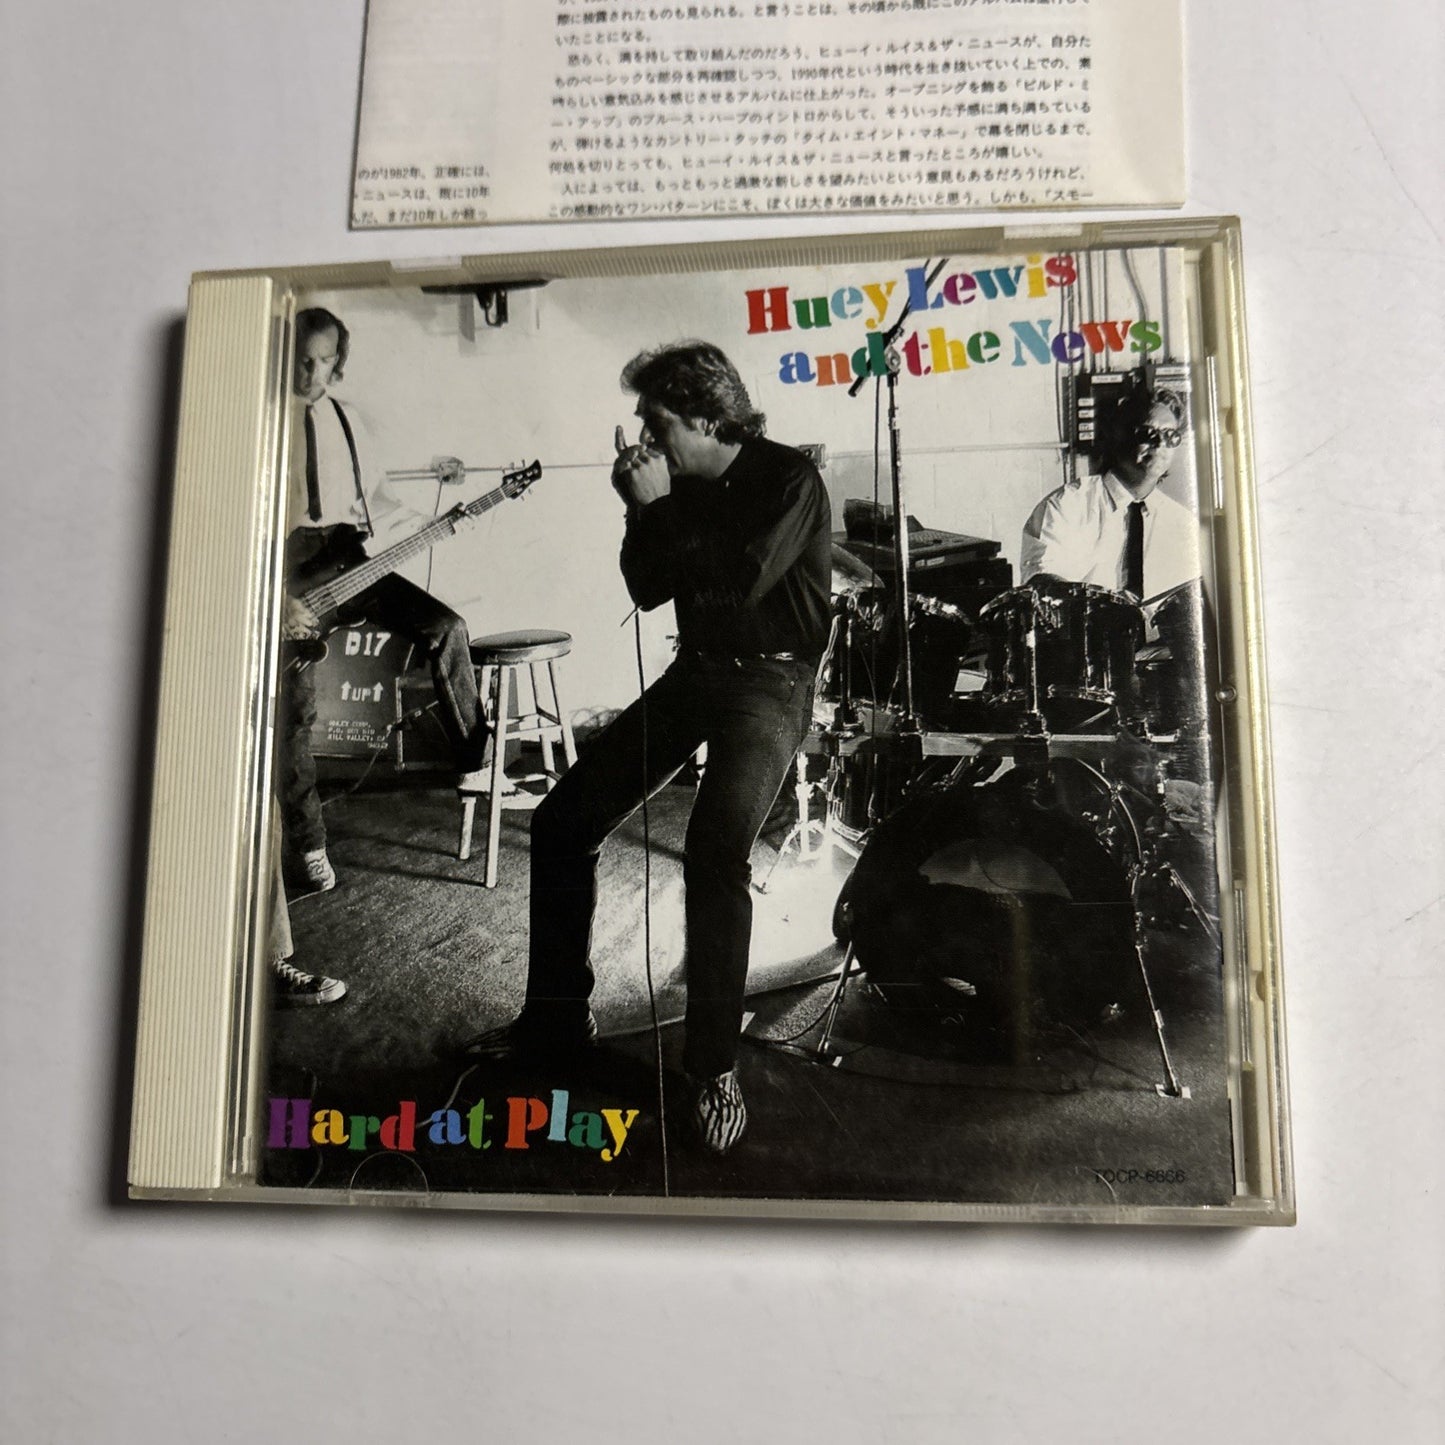 際に披露されたものも見られる。と言うことは、その頃から既にこのアルバムは進行して
いたことになる。
恐らく、満を持して取り組んだのだろう、ヒューイ・ルイス&ザ・ニュースが、自分た
ちのベーシックな部分を再確認しつつ、1990年代という時代を生き抜いていく上での、素
晴らしい意気込みを感じさせるアルバムに仕上がった。オープニングを飾る「ビルド・ミ
ー・アップ」のブルース・ハープのイントロからして、そういった予感に満ち満ちている
が、弾けるようなカントリー・タッチの「タイム・エイント・マネー」で幕を閉じるまで、
何処を切りとっても、ヒューイ・ルイス&ザ・ニュースと言ったところが嬉しい。
人によっては、もっともっと過激な新しさを望みたいという意見もあるだろうけれど、
この感動的なワン・パターンにこそ、ぼくは大きな価値をみたいと思う。しかも、「スモー
のが1982年。正確には、
・ニュースは、既に10年
んだ、まだ10年しか経っ
Huey Lewis
and the News
B17
↑UP↑
HULEX CORP.
P.O. BOX 819
MILL VALLEY, CA
94942
Hard at Play
TOCP-6666